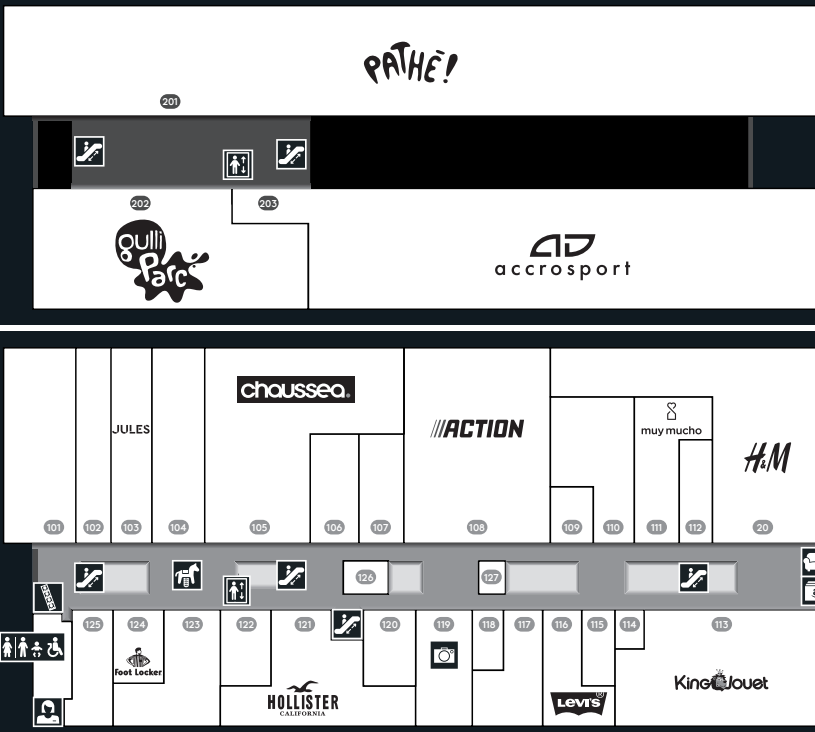 PATHÉ!
201
202
203
gulli
Parc
accrosport
chaussea
JULES
ACTION
muy mucho
H&M
101
102
103
104
105
106
107
108
109
110
111
112
20
126
127
125
124
123
122
121
120
119
118
117
116
115
114
113
Foot Locker
HOLLISTER
CALIFORNIA
LEVI'S
King Jouet